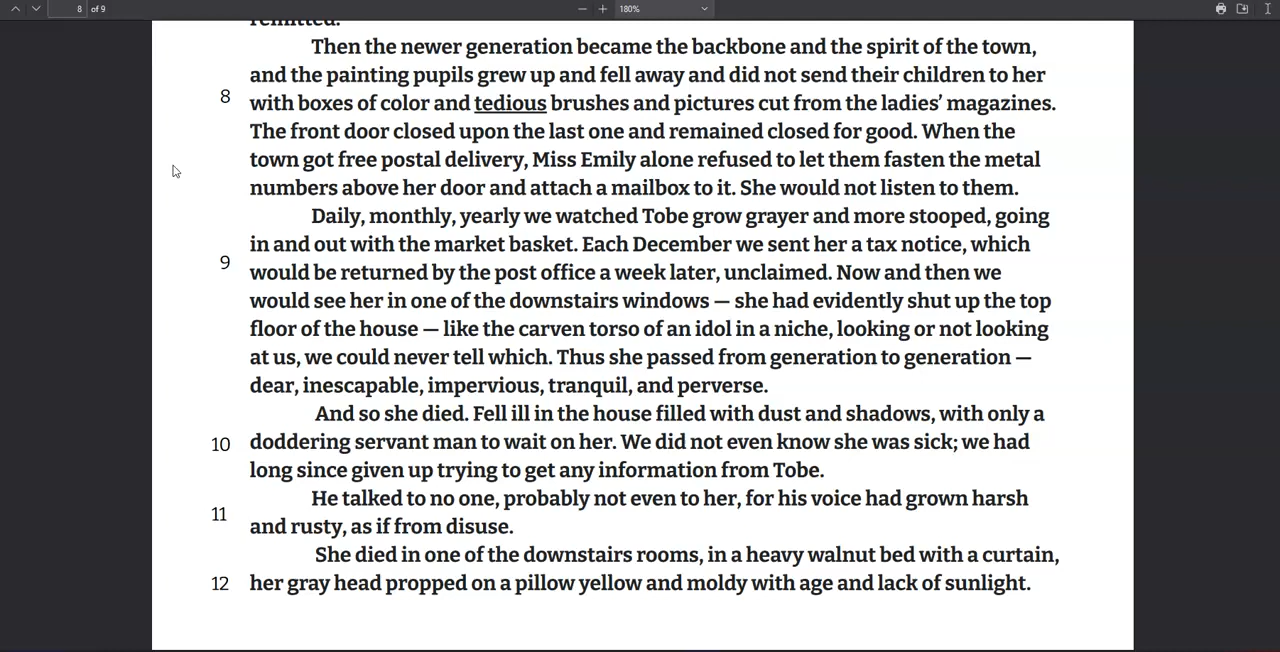 8 of 9
180%
remitted.
Then the newer generation became the backbone and the spirit of the town,
and the painting pupils grew up and fell away and did not send their children to her
8 with boxes of color and tedious brushes and pictures cut from the ladies’ magazines.
The front door closed upon the last one and remained closed for good. When the
town got free postal delivery, Miss Emily alone refused to let them fasten the metal
numbers above her door and attach a mailbox to it. She would not listen to them.
Daily, monthly, yearly we watched Tobe grow grayer and more stooped, going
in and out with the market basket. Each December we sent her a tax notice, which
9 would be returned by the post office a week later, unclaimed. Now and then we
would see her in one of the downstairs windows — she had evidently shut up the top
floor of the house — like the carven torso of an idol in a niche, looking or not looking
at us, we could never tell which. Thus she passed from generation to generation —
dear, inescapable, impervious, tranquil, and perverse.
And so she died. Fell ill in the house filled with dust and shadows, with only a
10 doddering servant man to wait on her. We did not even know she was sick; we had
long since given up trying to get any information from Tobe.
He talked to no one, probably not even to her, for his voice had grown harsh
11 and rusty, as if from disuse.
She died in one of the downstairs rooms, in a heavy walnut bed with a curtain,
12 her gray head propped on a pillow yellow and moldy with age and lack of sunlight.